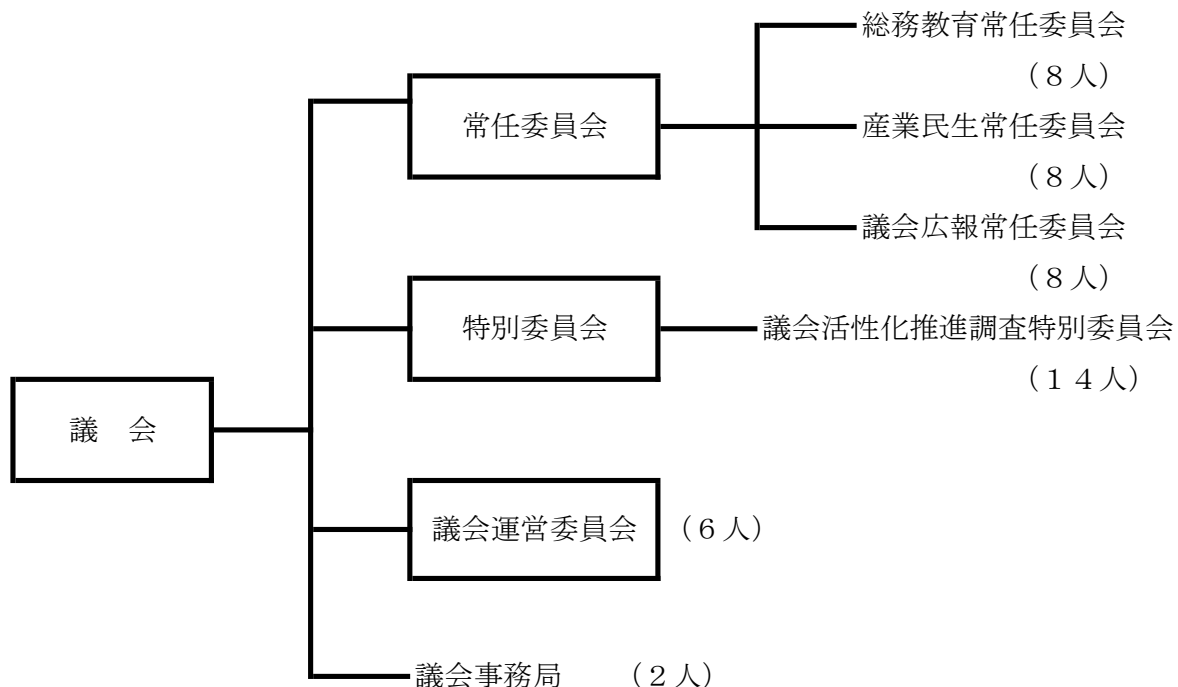 総務教育常任委員会
（８人）
常任委員会
産業民生常任委員会
（８人）
議会広報常任委員会
（８人）
特別委員会
議会活性化推進調査特別委員会
（１４人）
議　会
議会運営委員会　（６人）
議会事務局　　（２人）